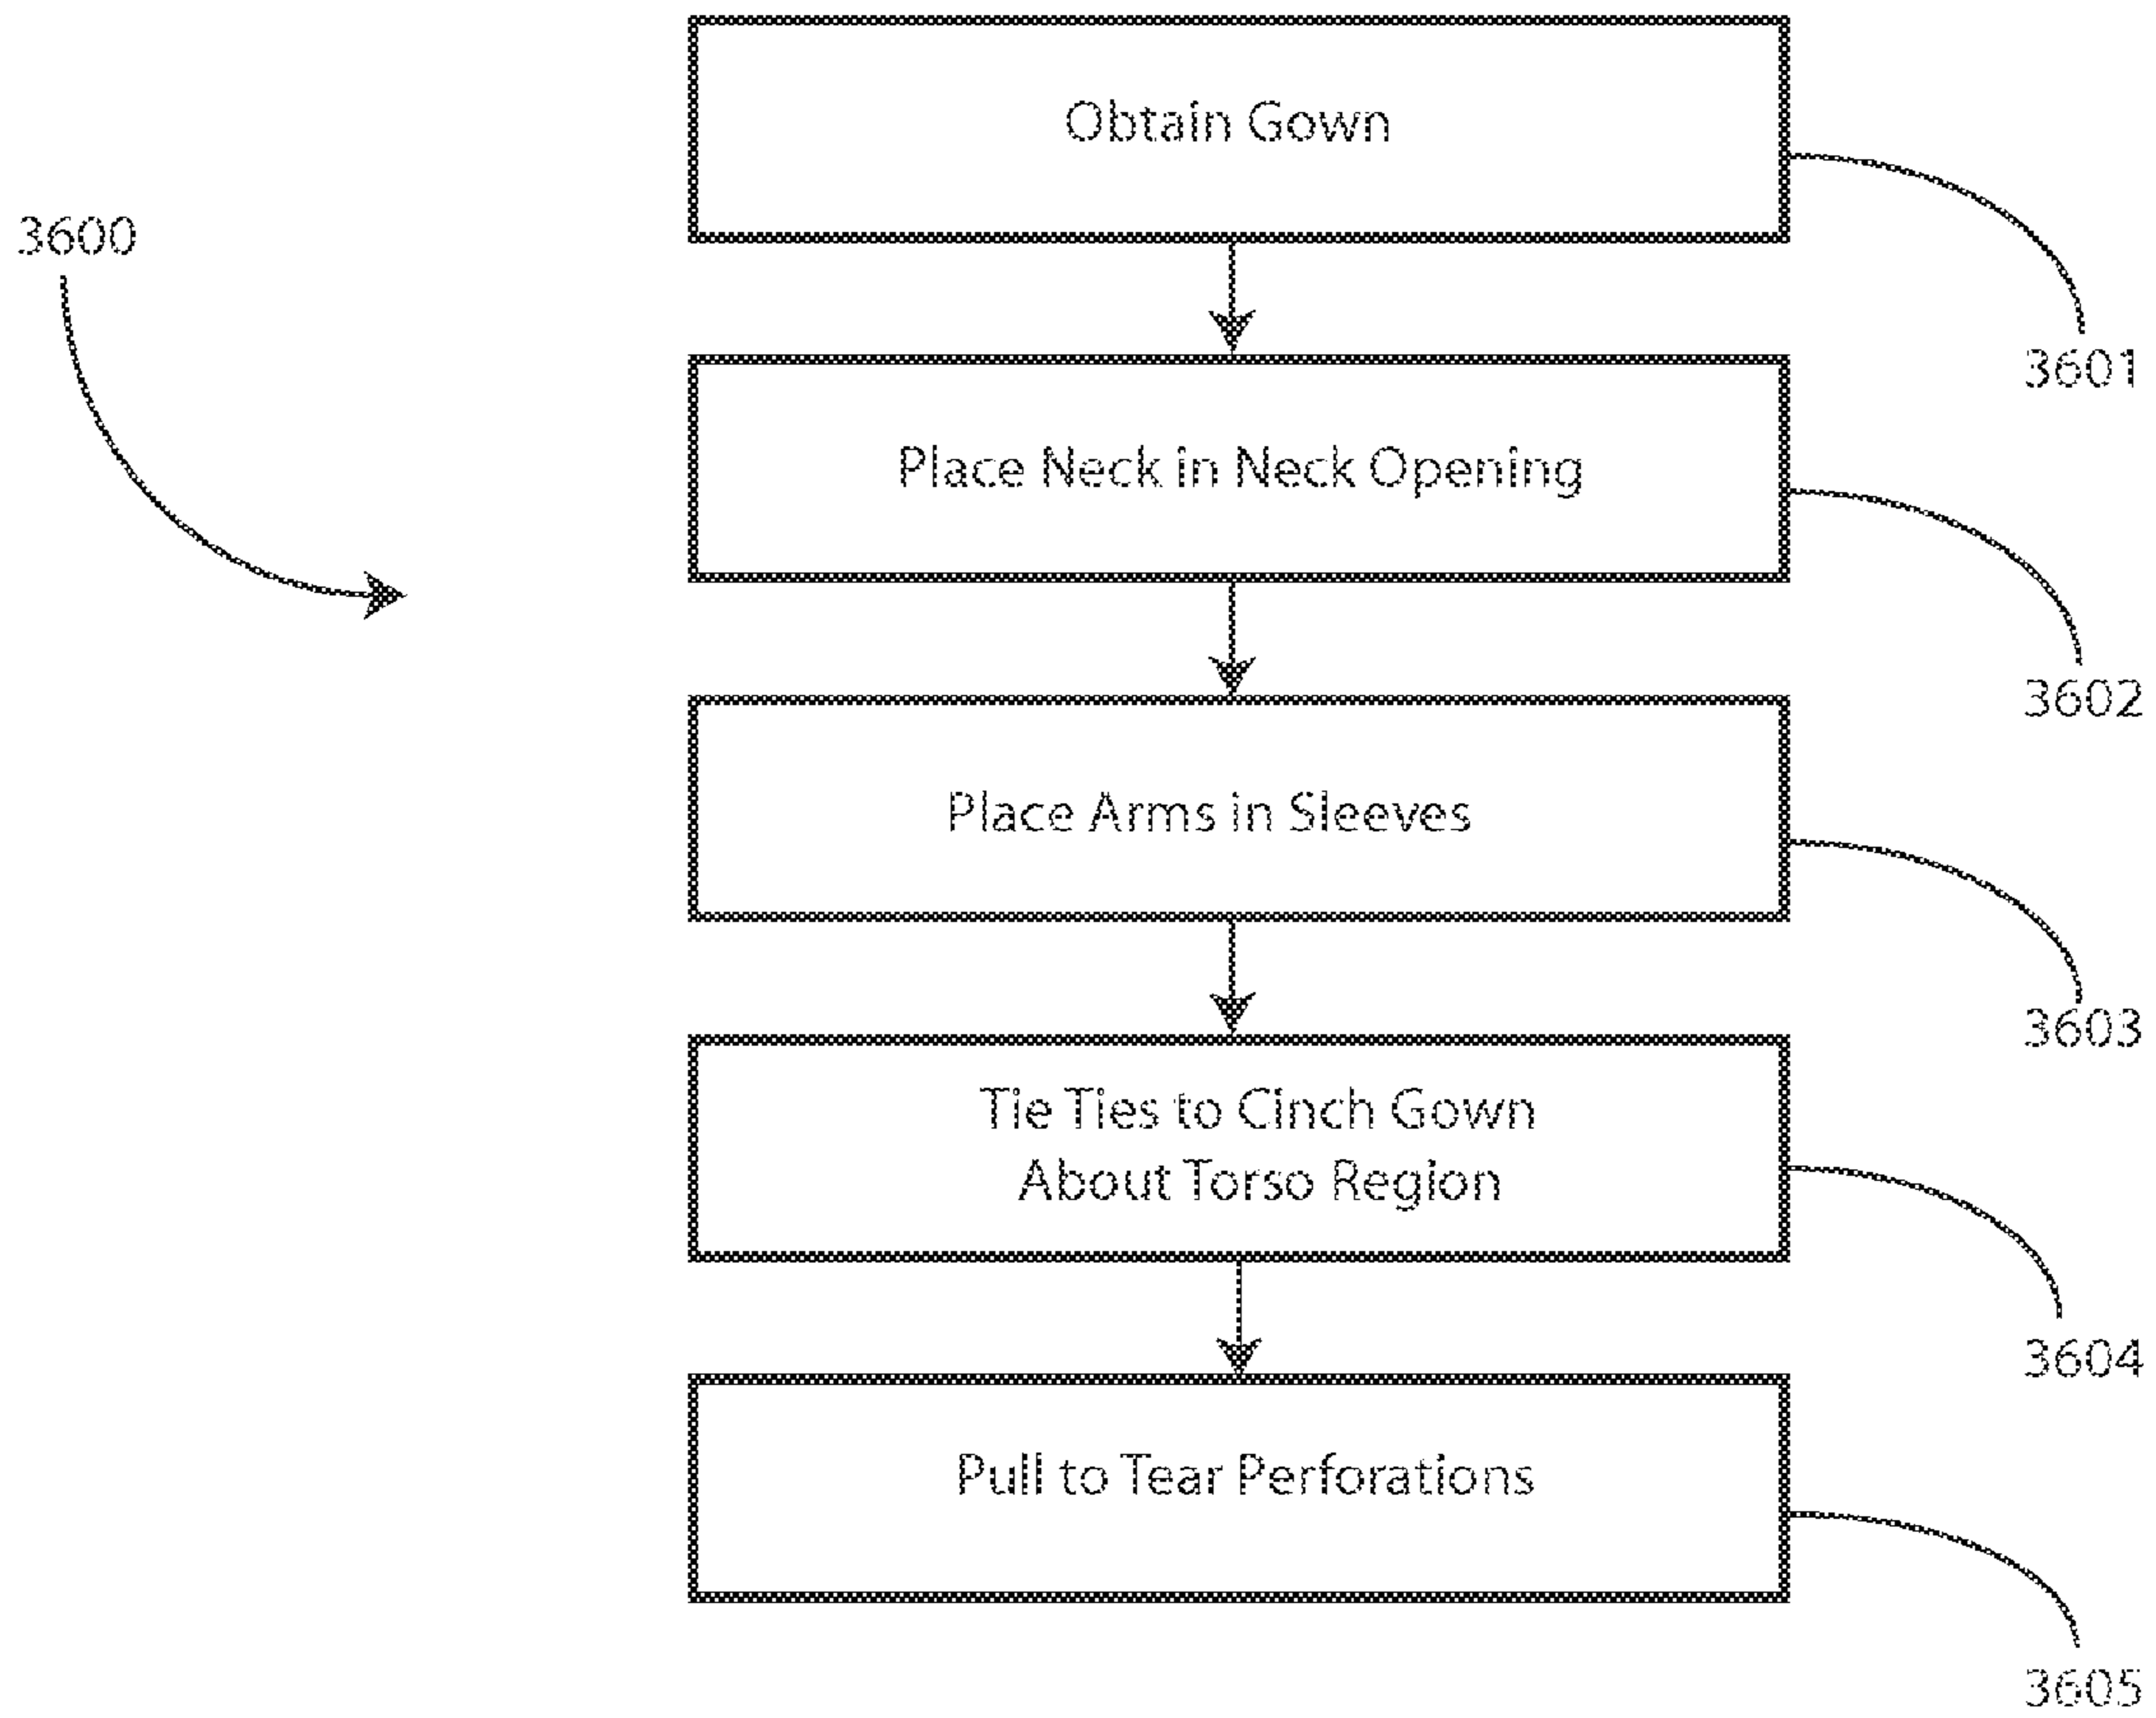 Obtain Gown
3600
3601
Place Neck in Neck Opening
3602
Place Arms in Sleeves
3603
Tie Ties to Cinch Gown
About Torso Region
3604
Pull to Tear Perforations
3605